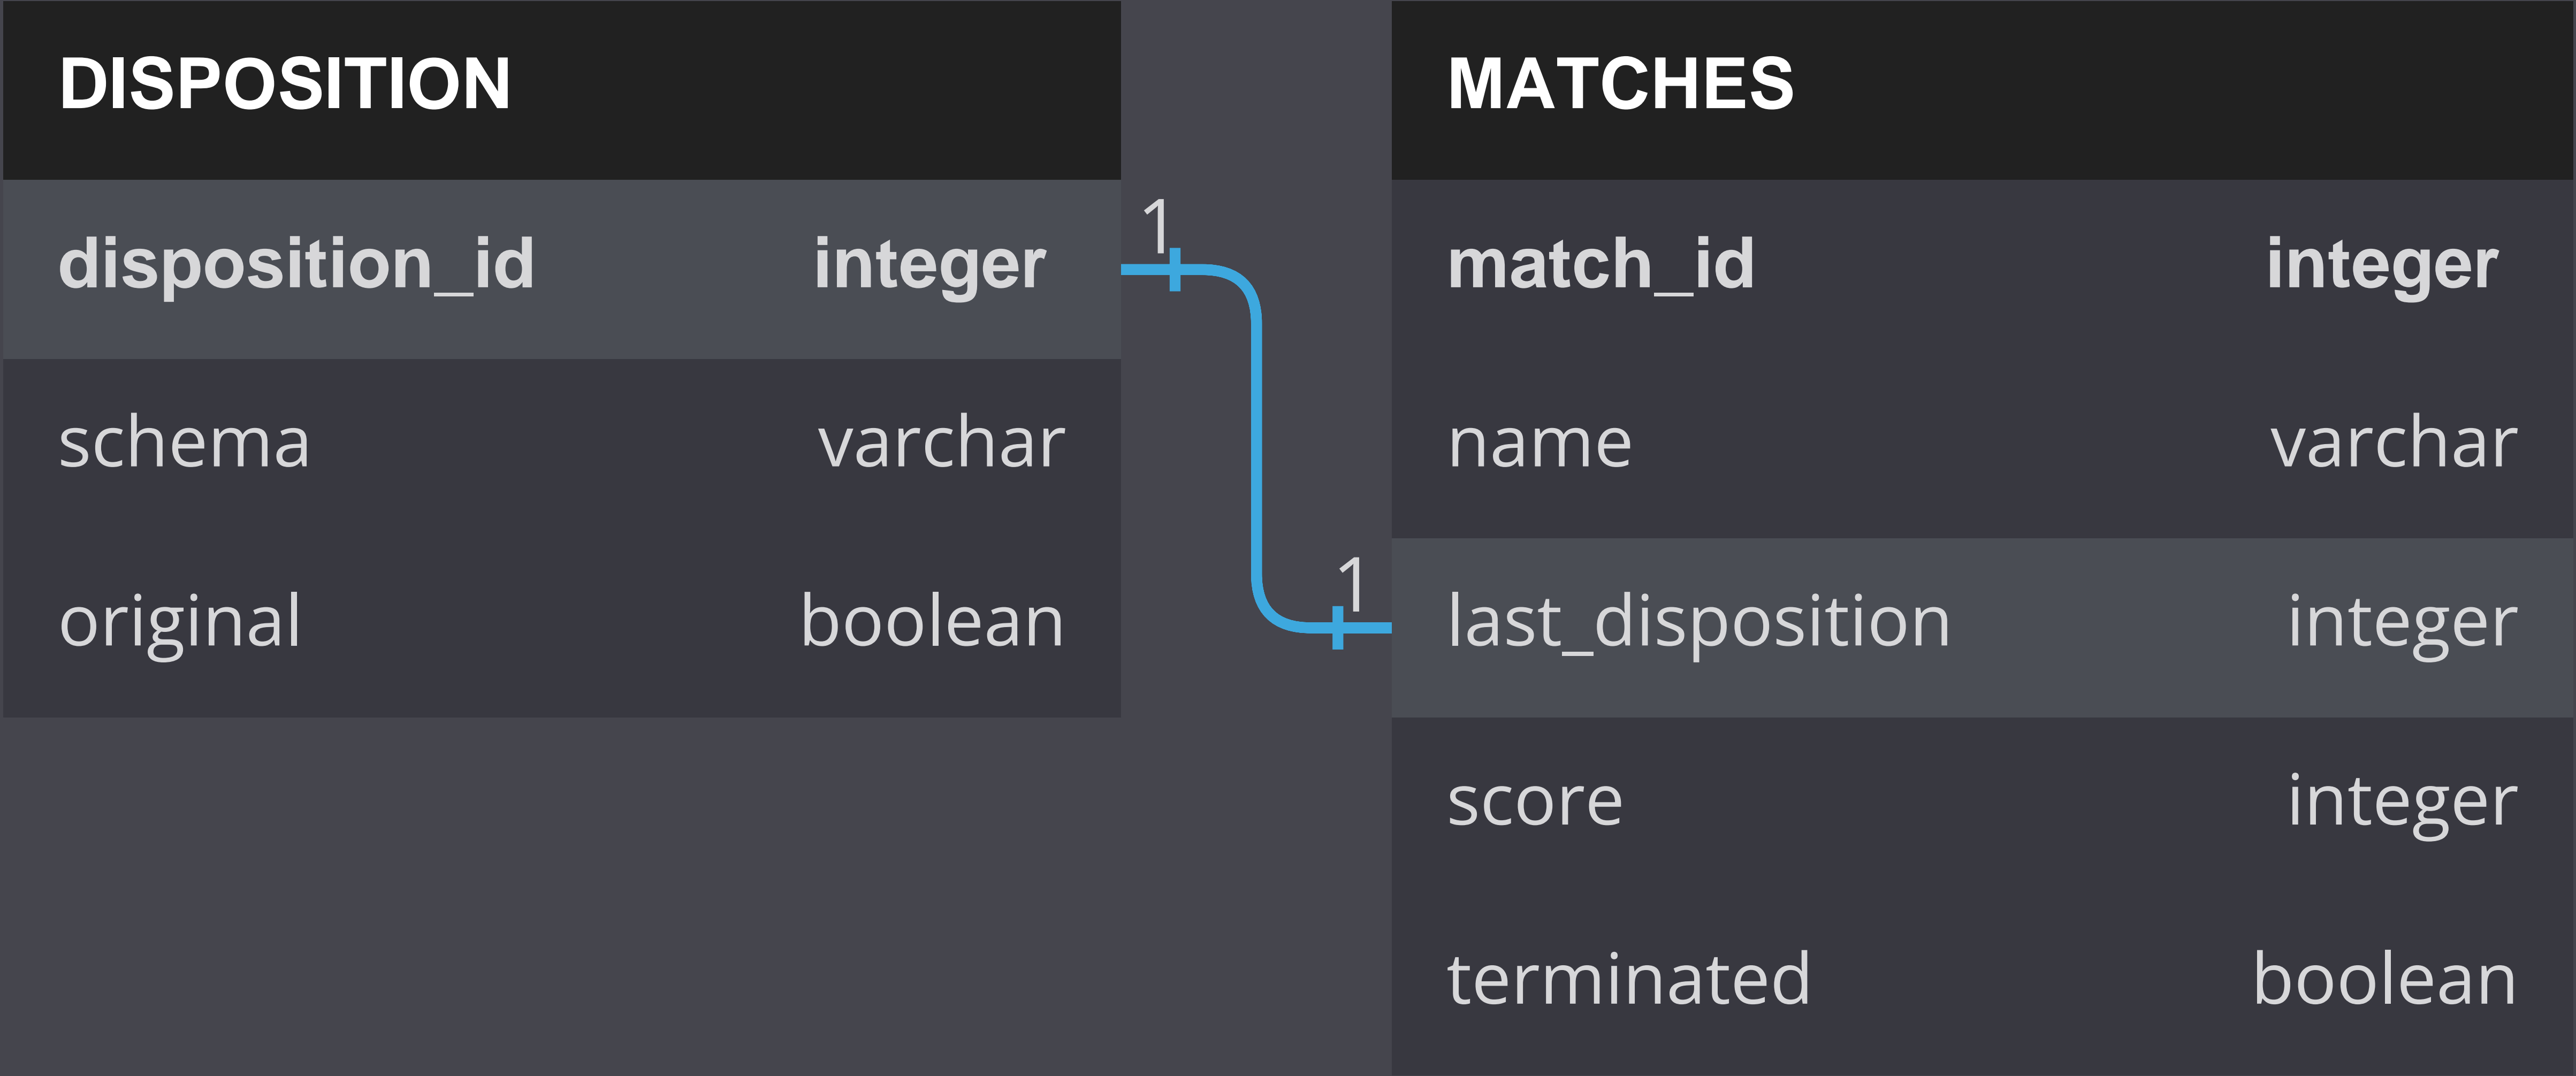 DISPOSITION
disposition_id integer
schema varchar
original boolean
1
1
MATCHES
match_id integer
name varchar
last_disposition integer
score integer
terminated boolean